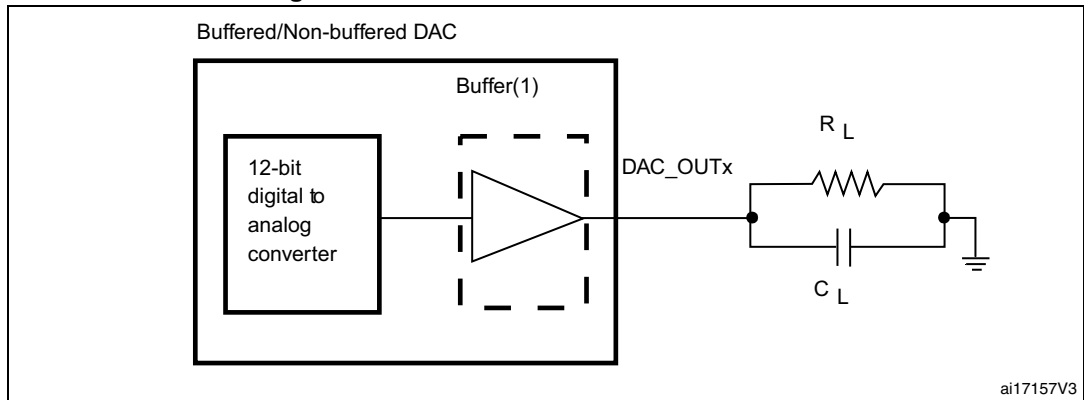 Buffered/Non-buffered DAC
Buffer(1)
12-bit
digital to
analog
converter
DAC_OUTx
R L
C L
ai17157V3